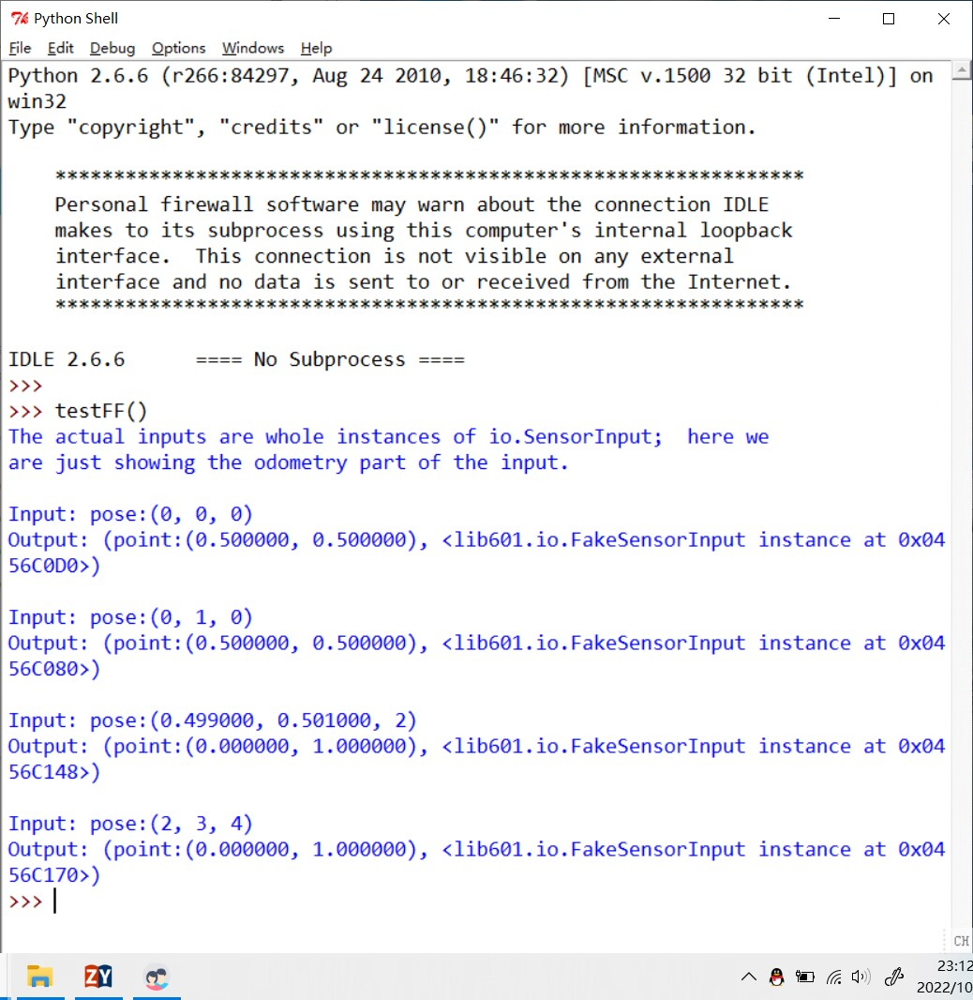 Python Shell
File Edit Debug Options Windows Help
Python 2.6.6 (r266:84297, Aug 24 2010, 18:46:32) [MSC v.1500 32 bit (Intel)] on
win32
Type "copyright", "credits" or "license()" for more information.
****************************************************************
Personal firewall software may warn about the connection IDLE
makes to its subprocess using this computer's internal loopback
interface.  This connection is not visible on any external
interface and no data is sent to or received from the Internet.
****************************************************************
IDLE 2.6.6      ==== No Subprocess ====
>>>
>>> testFF()
The actual inputs are whole instances of io.SensorInput;  here we
are just showing the odometry part of the input.
Input: pose:(0, 0, 0)
Output: (point:(0.500000, 0.500000), <lib601.io.FakeSensorInput instance at 0x04
56C0D0>)
Input: pose:(0, 1, 0)
Output: (point:(0.500000, 0.500000), <lib601.io.FakeSensorInput instance at 0x04
56C080>)
Input: pose:(0.499000, 0.501000, 2)
Output: (point:(0.000000, 1.000000), <lib601.io.FakeSensorInput instance at 0x04
56C148>)
Input: pose:(2, 3, 4)
Output: (point:(0.000000, 1.000000), <lib601.io.FakeSensorInput instance at 0x04
56C170>)
>>>
CH
ZY
23:12
2022/10